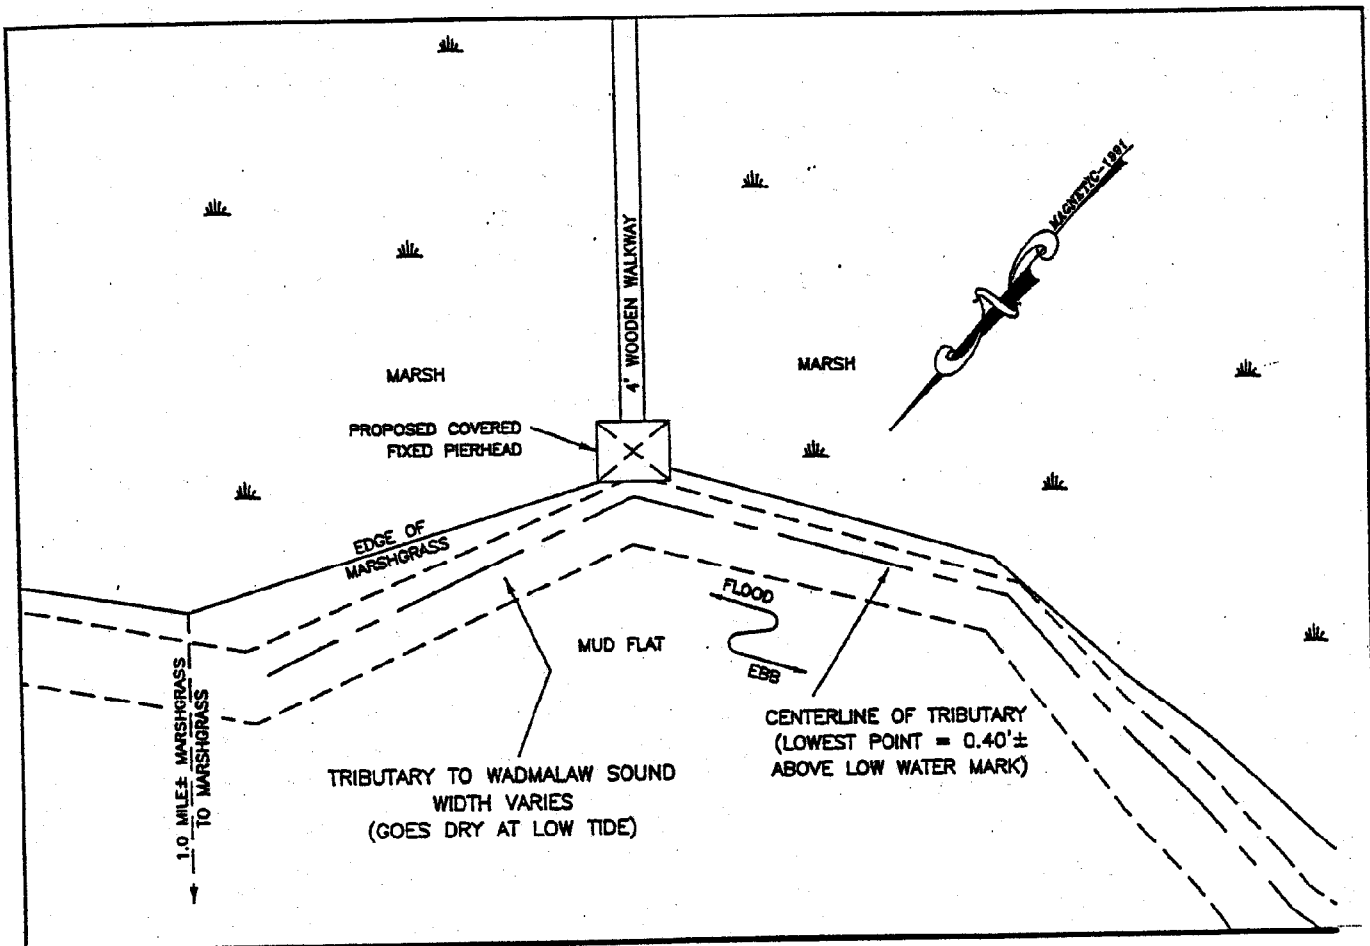 MAGNETIC-1991
4' WOODEN WALKWAY
MARSH
MARSH
PROPOSED COVERED
FIXED PIERHEAD
EDGE OF
MARSHGRASS
FLOOD
EBB
MUD FLAT
1.0 MILE± MARSHGRASS
TO MARSHGRASS
CENTERLINE OF TRIBUTARY
(LOWEST POINT = 0.40'±
ABOVE LOW WATER MARK)
TRIBUTARY TO WADMALAW SOUND
WIDTH VARIES
(GOES DRY AT LOW TIDE)